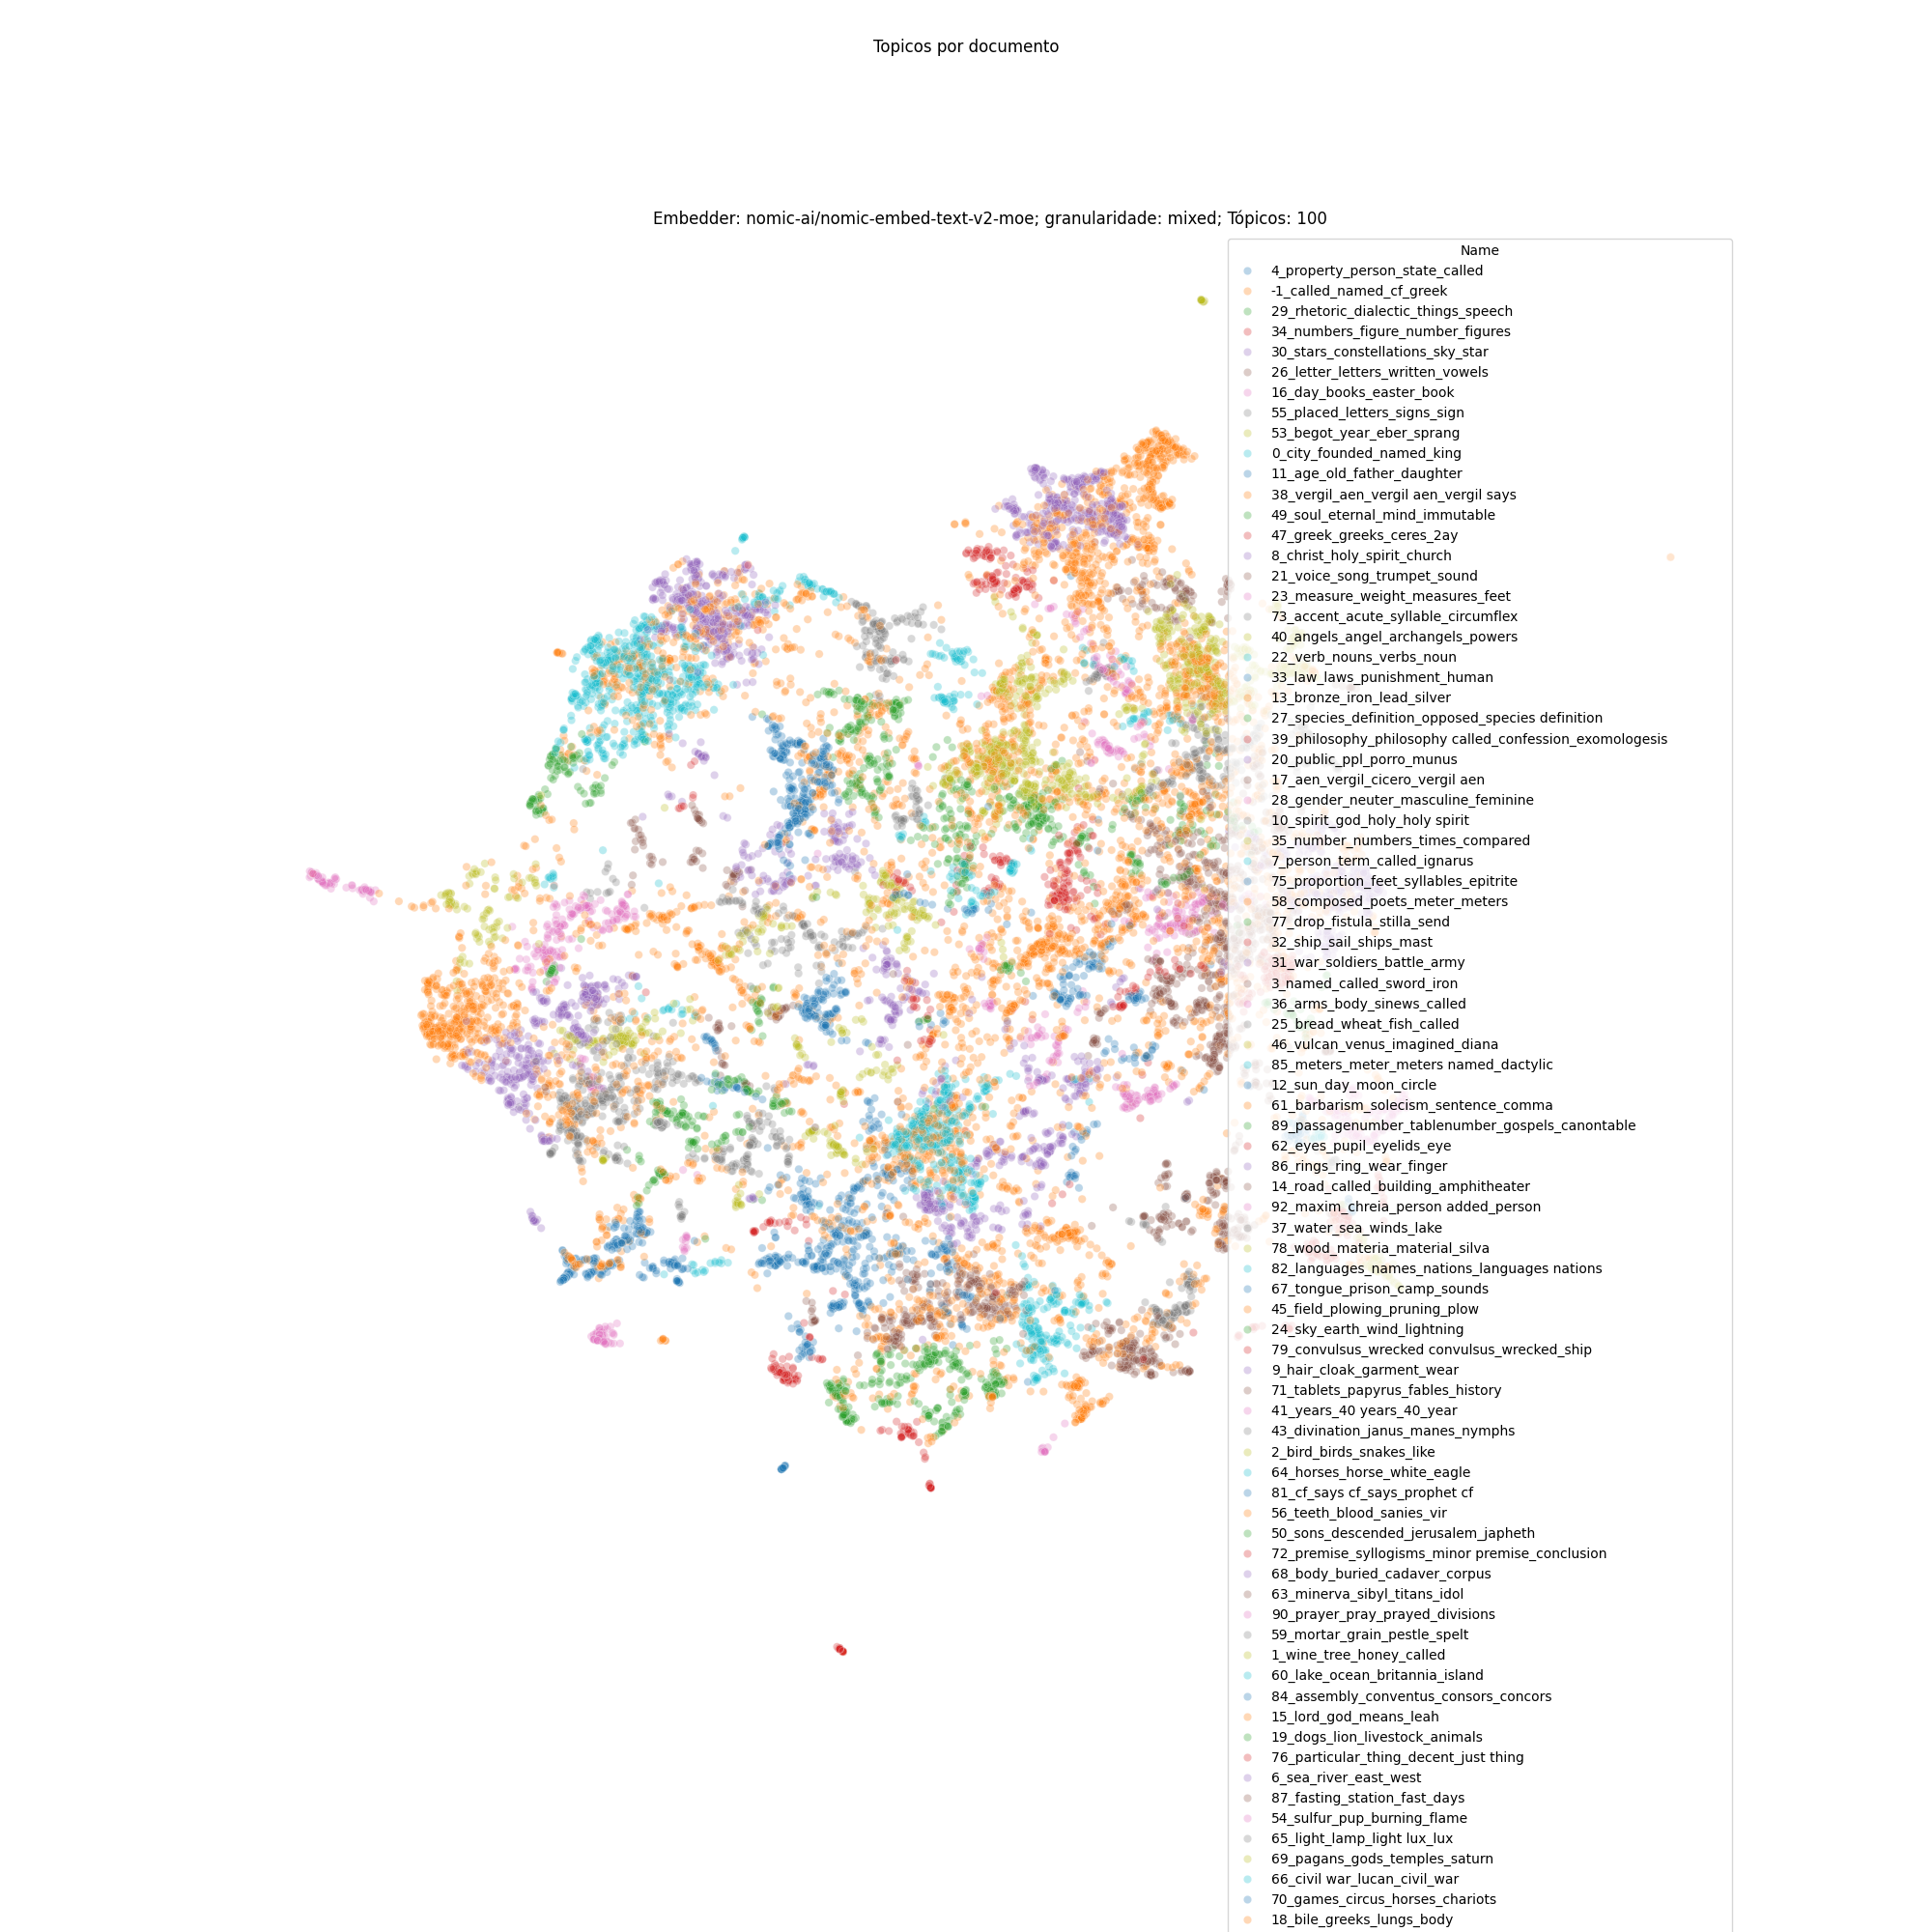 Topicos por documento
Embedder: nomic-ai/nomic-embed-text-v2-moe; granularidade: mixed; Tópicos: 100
Name
4_property_person_state_called
-1_called_named_cf_greek
29_rhetoric_dialectic_things_speech
34_numbers_figure_number_figures
30_stars_constellations_sky_star
26_letter_letters_written_vowels
16_day_books_easter_book
55_placed_letters_signs_sign
53_begot_year_eber_sprang
0_city_founded_named_king
11_age_old_father_daughter
38_vergil_aen_vergil aen_vergil says
49_soul_eternal_mind_immutable
47_greek_greeks_ceres_2ay
8_christ_holy_spirit_church
21_voice_song_trumpet_sound
23_measure_weight_measures_feet
73_accent_acute_syllable_circumflex
40_angels_angel_archangels_powers
22_verb_nouns_verbs_noun
33_law_laws_punishment_human
13_bronze_iron_lead_silver
27_species_definition_opposed_species definition
39_philosophy_philosophy called_confession_exomologesis
20_public_ppl_porro_munus
17_aen_vergil_cicero_vergil aen
28_gender_neuter_masculine_feminine
10_spirit_god_holy_holy spirit
35_number_numbers_times_compared
7_person_term_called_ignarus
75_proportion_feet_syllables_epitrite
58_composed_poets_meter_meters
77_drop_fistula_stilla_send
32_ship_sail_ships_mast
31_war_soldiers_battle_army
3_named_called_sword_iron
36_arms_body_sinews_called
25_bread_wheat_fish_called
46_vulcan_venus_imagined_diana
85_meters_meter_meters named_dactylic
12_sun_day_moon_circle
61_barbarism_solecism_sentence_comma
89_passagenumber_tablenumber_gospels_canontable
62_eyes_pupil_eyelids_eye
86_rings_ring_wear_finger
14_road_called_building_amphitheater
92_maxim_chreia_person added_person
37_water_sea_winds_lake
78_wood_materia_material_silva
82_languages_names_nations_languages nations
67_tongue_prison_camp_sounds
45_field_plowing_pruning_plow
24_sky_earth_wind_lightning
79_convulsus_wrecked convulsus_wrecked_ship
9_hair_cloak_garment_wear
71_tablets_papyrus_fables_history
41_years_40 years_40_year
43_divination_janus_manes_nymphs
2_bird_birds_snakes_like
64_horses_horse_white_eagle
81_cf_says cf_says_prophet cf
56_teeth_blood_sanies_vir
50_sons_descended_jerusalem_japheth
72_premise_syllogisms_minor premise_conclusion
68_body_buried_cadaver_corpus
63_minerva_sibyl_titans_idol
90_prayer_pray_prayed_divisions
59_mortar_grain_pestle_spelt
1_wine_tree_honey_called
60_lake_ocean_britannia_island
84_assembly_conventus_consors_concors
15_lord_god_means_leah
19_dogs_lion_livestock_animals
76_particular_thing_decent_just thing
6_sea_river_east_west
87_fasting_station_fast_days
54_sulfur_pup_burning_flame
65_light_lamp_light lux_lux
69_pagans_gods_temples_saturn
66_civil war_lucan_civil_war
70_games_circus_horses_chariots
18_bile_greeks_lungs_body